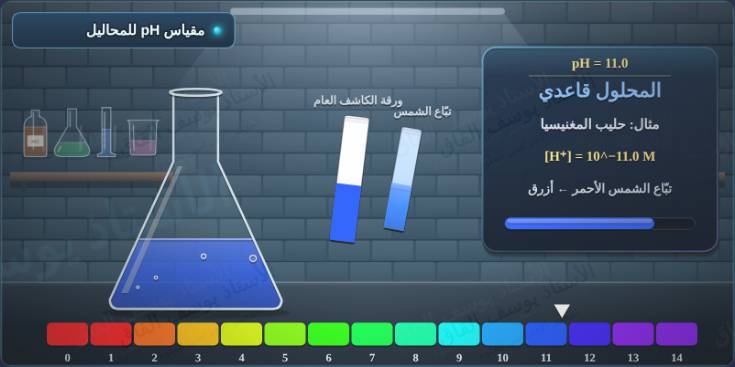 مقياس pH للمحاليل
pH = 11.0
المحلول قاعدي
مثال: حليب المغنيسيا
[H⁺] = 10^−11.0 M
تبّاع الشمس الأحمر ← أزرق
ورقة الكاشف العام
تبّاع الشمس
0 1 2 3 4 5 6 7 8 9 10 11 12 13 14